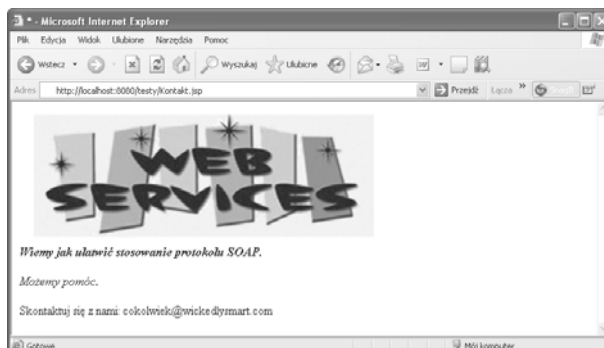 * - Microsoft Internet Explorer
Plik Edycja Widok Ulubione Narzędzia Pomoc
Wstecz Wyszukaj Ulubione
Adres http://localhost:8080/testy/Kontakt.jsp Przejdź Łącza »
WEB
SERVICES
Wiemy jak ułatwić stosowanie protokołu SOAP.
Możemy pomóc.
Skontaktuj się z nami: cokolwiek@wickedlysmart.com
Gotowe Mój komputer